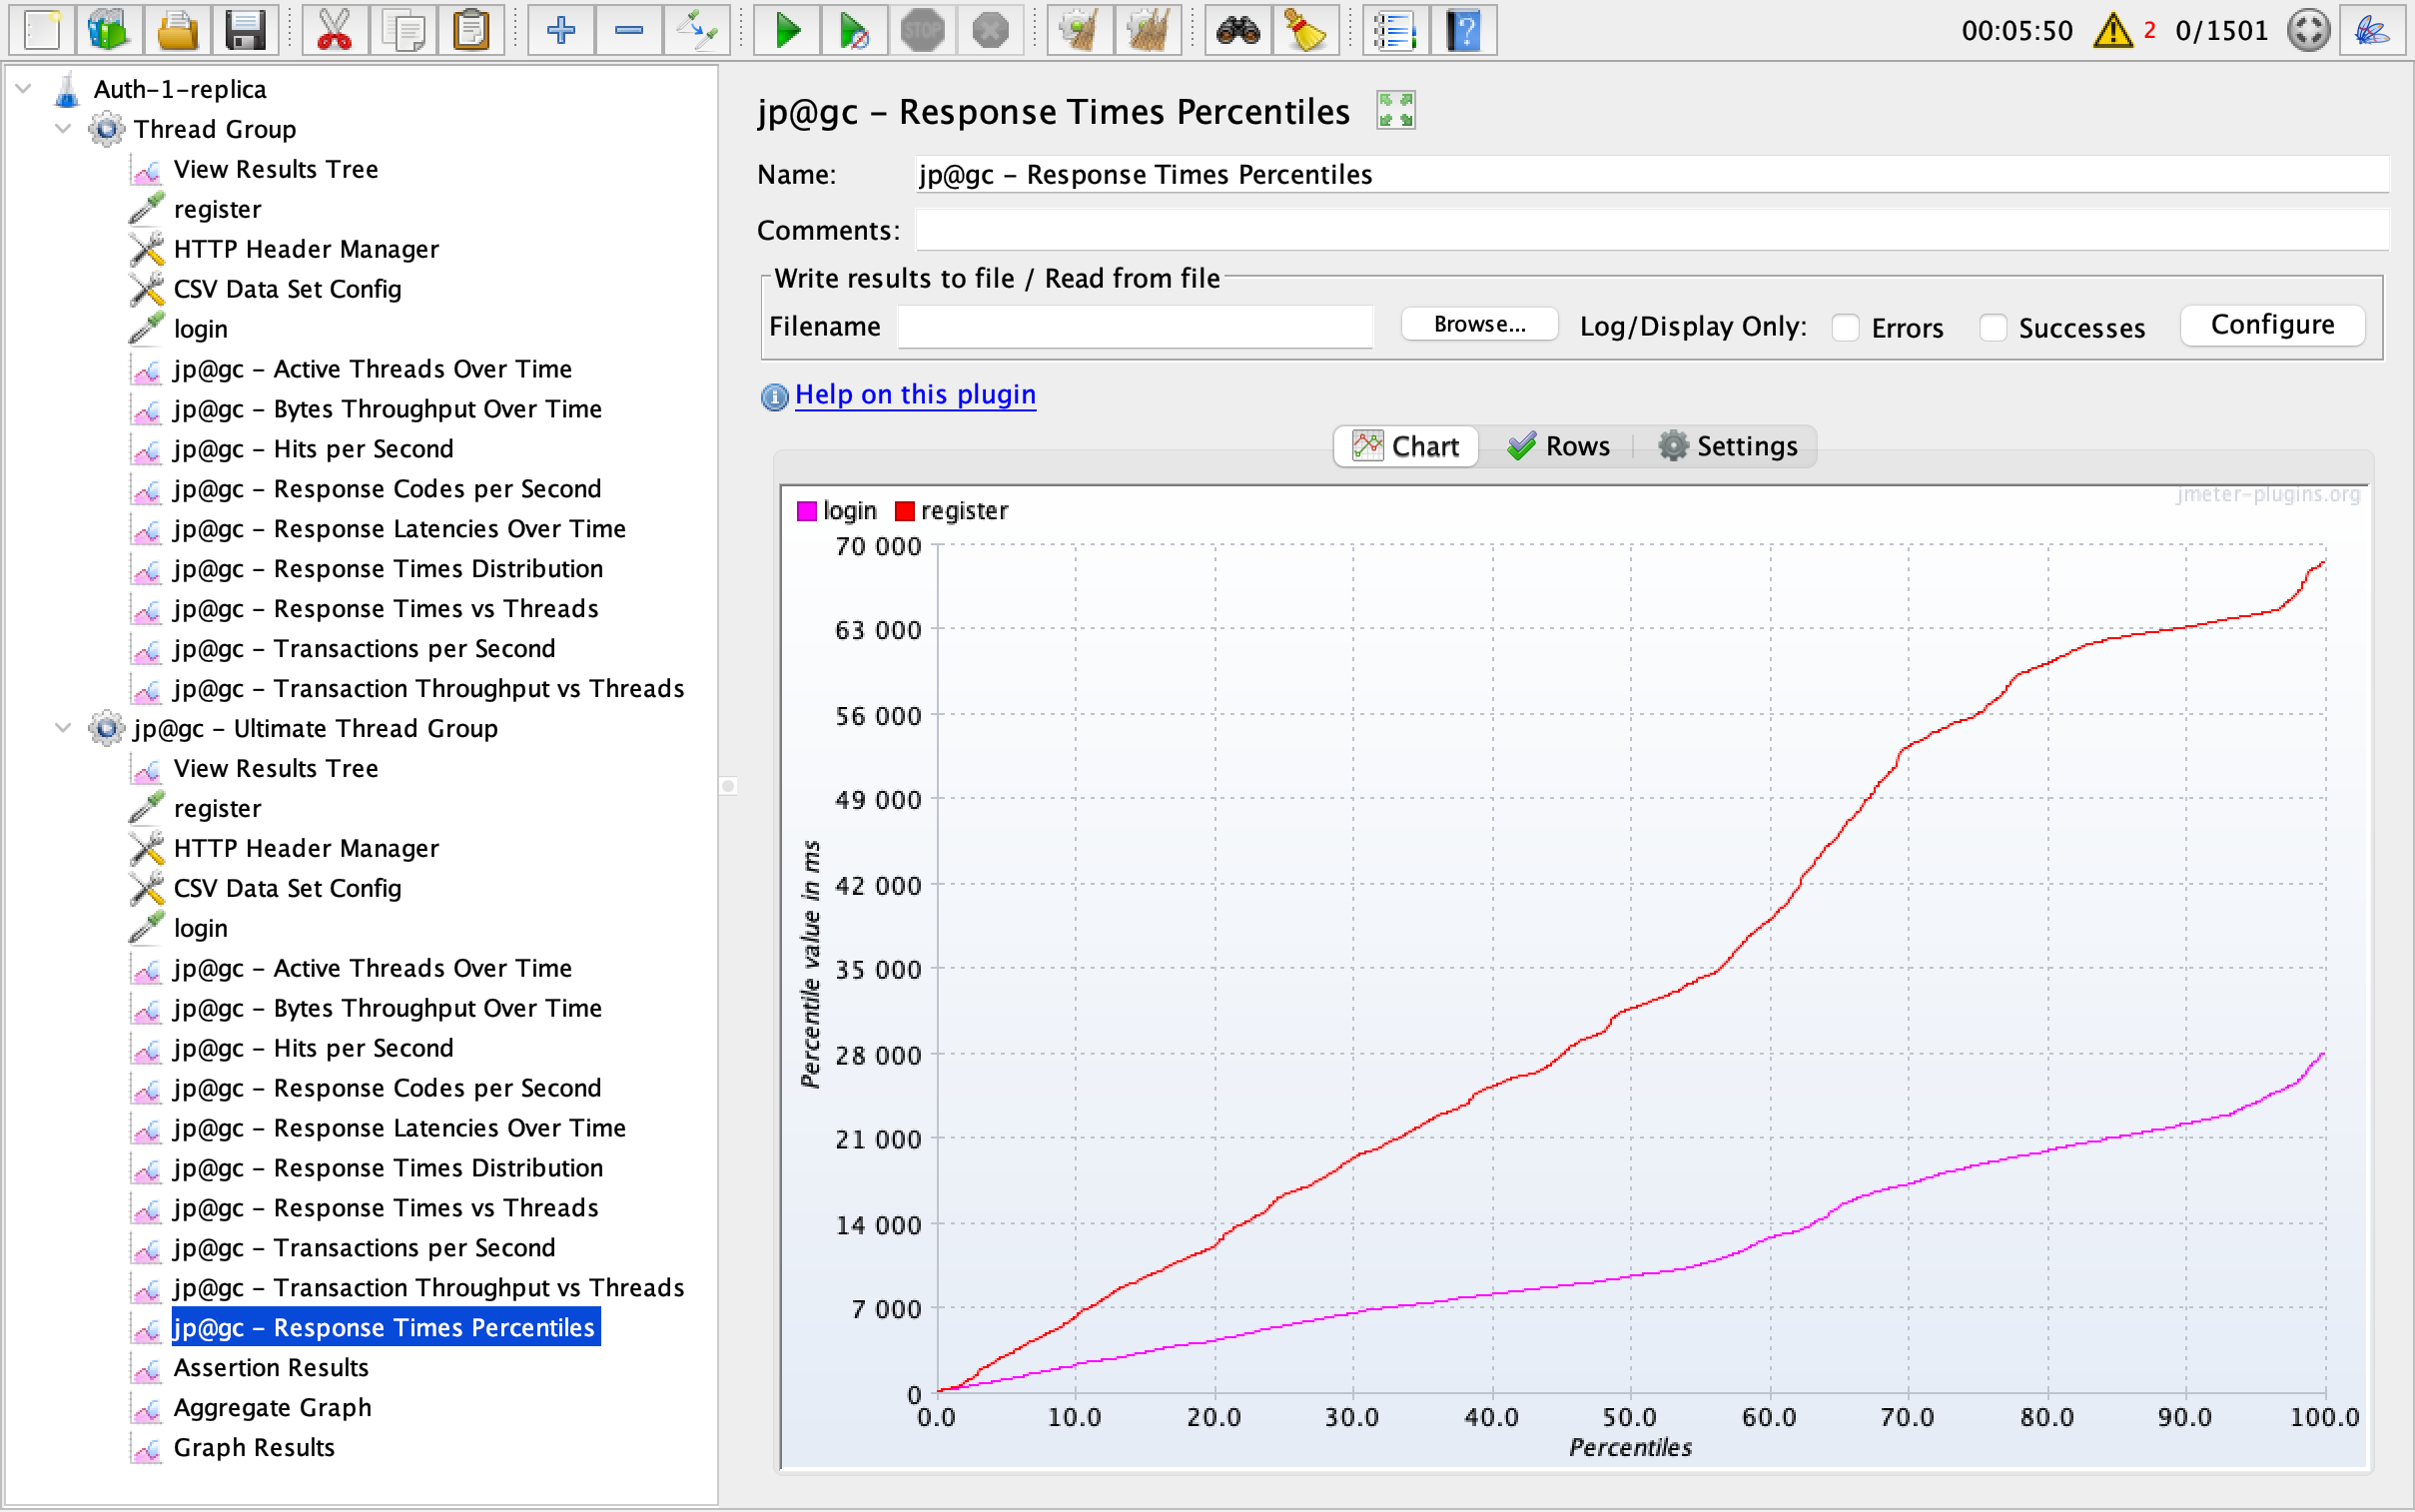 STOP
00:05:50
2
0/1501
Auth-1-replica
Thread Group
View Results Tree
register
HTTP Header Manager
CSV Data Set Config
login
jp@gc - Active Threads Over Time
jp@gc - Bytes Throughput Over Time
jp@gc - Hits per Second
jp@gc - Response Codes per Second
jp@gc - Response Latencies Over Time
jp@gc - Response Times Distribution
jp@gc - Response Times vs Threads
jp@gc - Transactions per Second
jp@gc - Transaction Throughput vs Threads
jp@gc - Ultimate Thread Group
View Results Tree
register
HTTP Header Manager
CSV Data Set Config
login
jp@gc - Active Threads Over Time
jp@gc - Bytes Throughput Over Time
jp@gc - Hits per Second
jp@gc - Response Codes per Second
jp@gc - Response Latencies Over Time
jp@gc - Response Times Distribution
jp@gc - Response Times vs Threads
jp@gc - Transactions per Second
jp@gc - Transaction Throughput vs Threads
jp@gc - Response Times Percentiles
Assertion Results
Aggregate Graph
Graph Results
jp@gc - Response Times Percentiles
Name: jp@gc - Response Times Percentiles
Comments:
Write results to file / Read from file
Filename Browse... Log/Display Only: Errors Successes Configure
Help on this plugin
Chart Rows Settings
jmeter-plugins.org
login register
70 000
63 000
56 000
49 000
42 000
35 000
28 000
21 000
14 000
7 000
0
Percentile value in ms
0.0 10.0 20.0 30.0 40.0 50.0 60.0 70.0 80.0 90.0 100.0
Percentiles